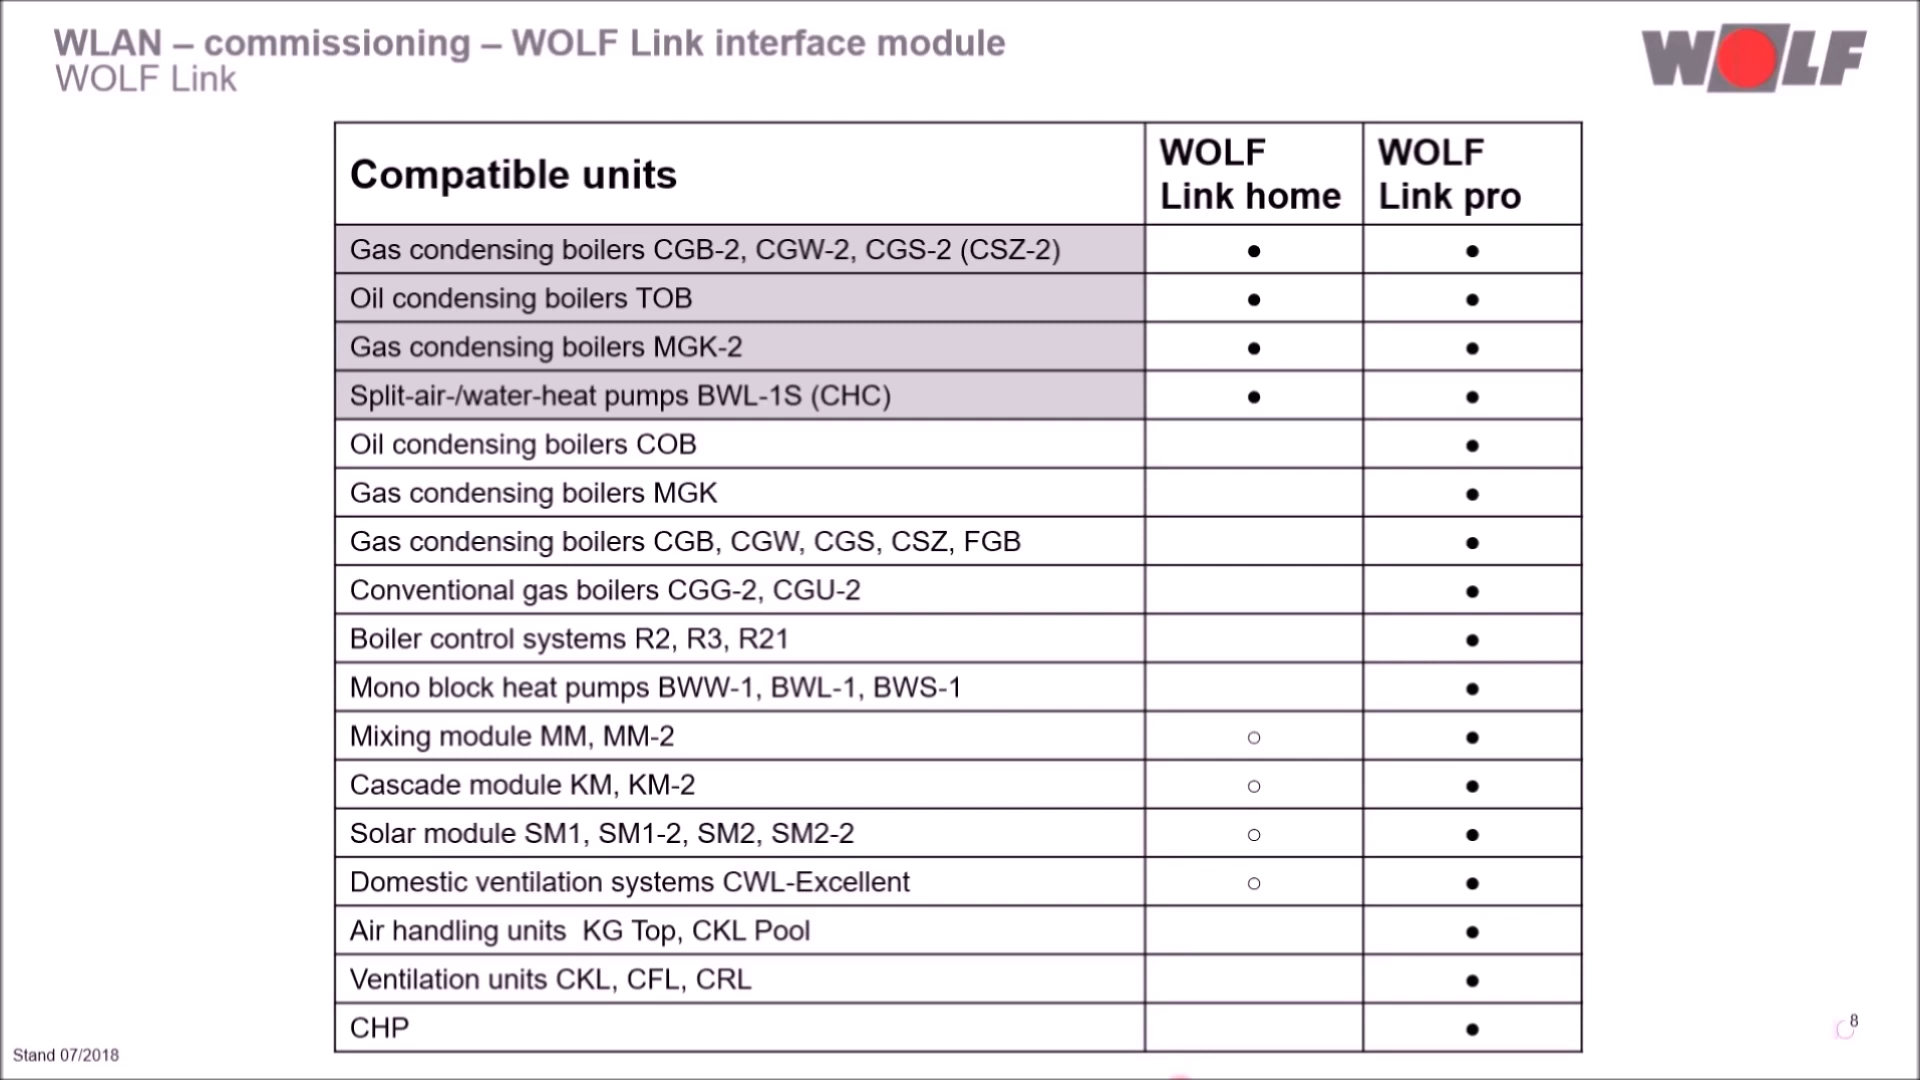 WLAN – commissioning – WOLF Link interface module
WOLF Link
WOLF
Compatible units WOLF Link home WOLF Link pro
Gas condensing boilers CGB-2, CGW-2, CGS-2 (CSZ-2) ● ●
Oil condensing boilers TOB ● ●
Gas condensing boilers MGK-2 ● ●
Split-air-/water-heat pumps BWL-1S (CHC) ● ●
Oil condensing boilers COB ●
Gas condensing boilers MGK ●
Gas condensing boilers CGB, CGW, CGS, CSZ, FGB ●
Conventional gas boilers CGG-2, CGU-2 ●
Boiler control systems R2, R3, R21 ●
Mono block heat pumps BWW-1, BWL-1, BWS-1 ●
Mixing module MM, MM-2 ○ ●
Cascade module KM, KM-2 ○ ●
Solar module SM1, SM1-2, SM2, SM2-2 ○ ●
Domestic ventilation systems CWL-Excellent ○ ●
Air handling units KG Top, CKL Pool ●
Ventilation units CKL, CFL, CRL ●
CHP ●
Stand 07/2018
8